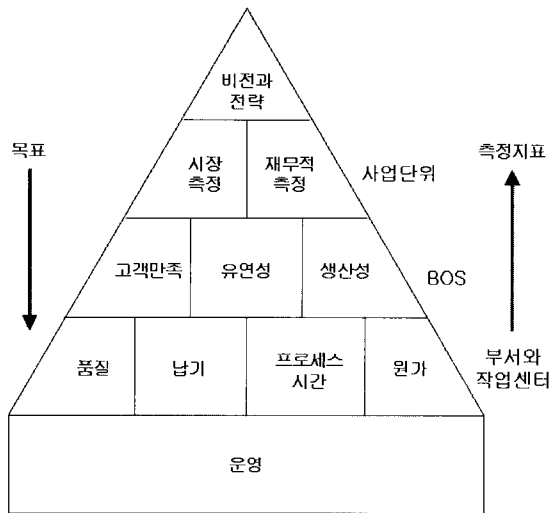 비전과
전략
목표
측정지표
시장
측정
재무적
측정
사업단위
고객만족
유연성
생산성
BOS
품질
납기
프로세스
시간
원가
부서와
작업센터
운영